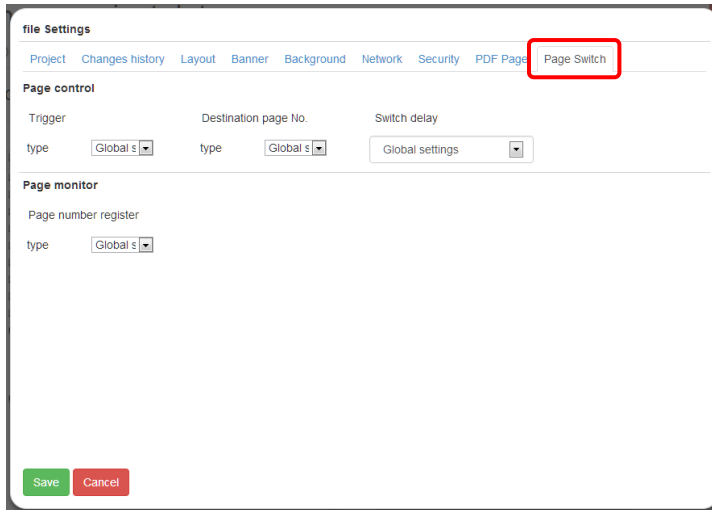 file Settings
Project Changes history Layout Banner Background Network Security PDF Page Page Switch
Page control
Trigger Destination page No. Switch delay
type Global s type Global s Global settings
Page monitor
Page number register
type Global s
Save Cancel